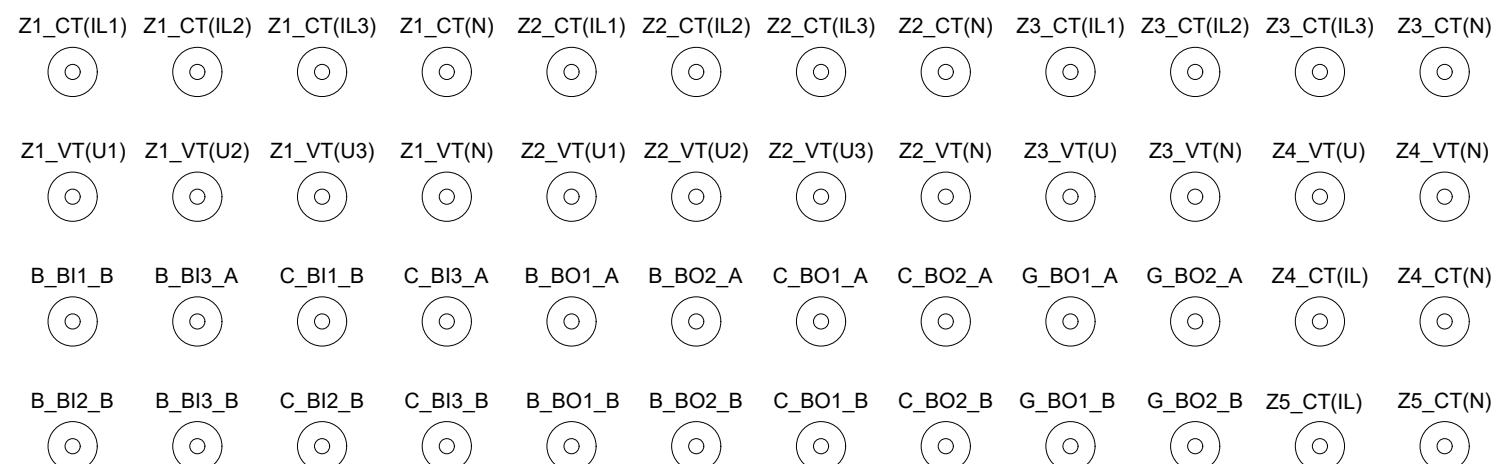 Z1_CT(IL1) Z1_CT(IL2) Z1_CT(IL3) Z1_CT(N) Z2_CT(IL1) Z2_CT(IL2) Z2_CT(IL3) Z2_CT(N) Z3_CT(IL1) Z3_CT(IL2) Z3_CT(IL3) Z3_CT(N)
Z1_VT(U1) Z1_VT(U2) Z1_VT(U3) Z1_VT(N) Z2_VT(U1) Z2_VT(U2) Z2_VT(U3) Z2_VT(N) Z3_VT(U) Z3_VT(N) Z4_VT(U) Z4_VT(N)
B_BI1_B B_BI3_A C_BI1_B C_BI3_A B_BO1_A B_BO2_A C_BO1_A C_BO2_A G_BO1_A G_BO2_A Z4_CT(IL) Z4_CT(N)
B_BI2_B B_BI3_B C_BI2_B C_BI3_B B_BO1_B B_BO2_B C_BO1_B C_BO2_B G_BO1_B G_BO2_B Z5_CT(IL) Z5_CT(N)